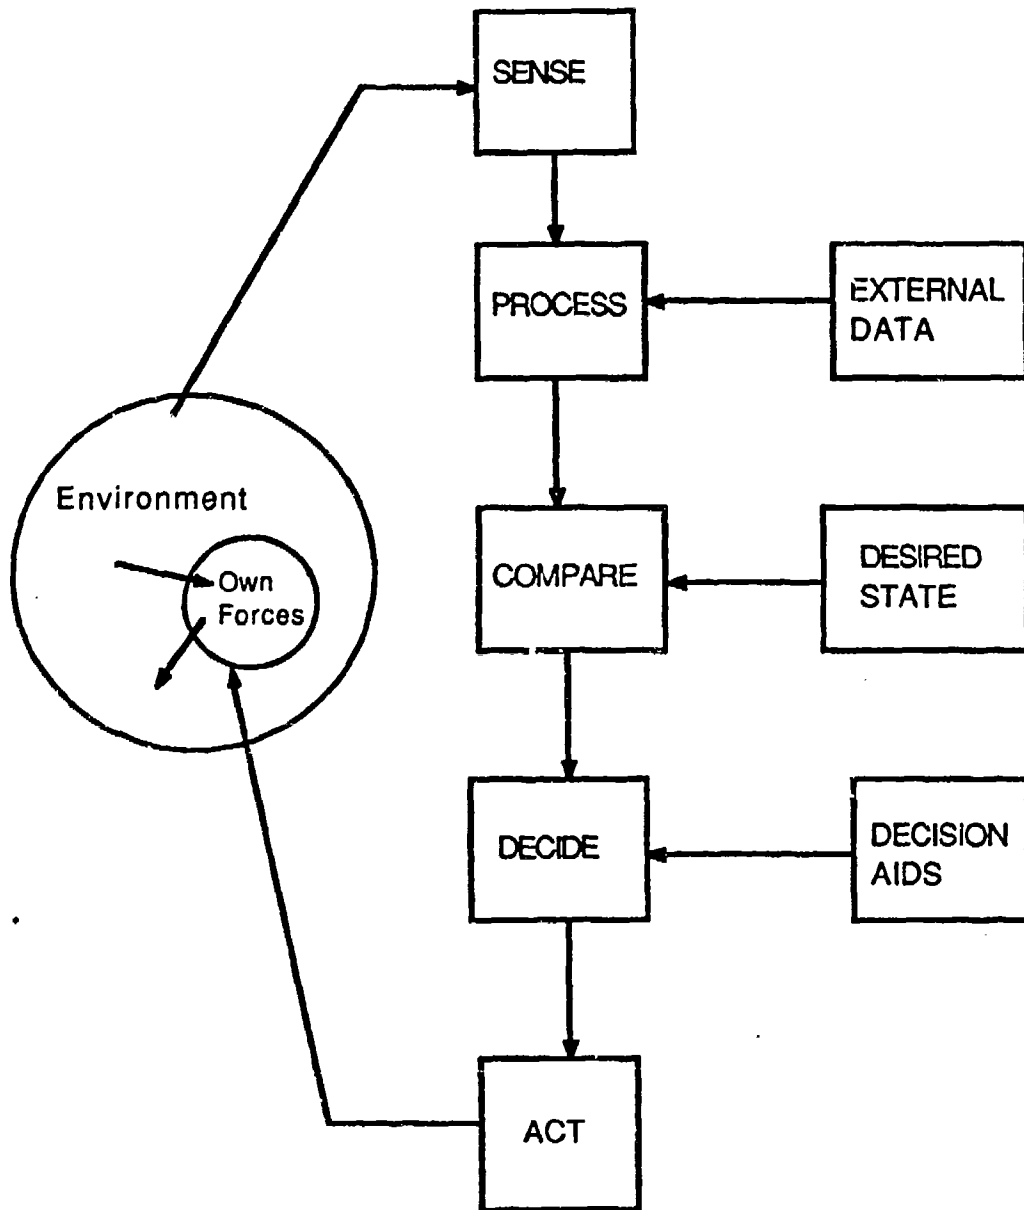 SENSE
PROCESS
EXTERNAL
DATA
Environment
Own
Forces
COMPARE
DESIRED
STATE
DECIDE
DECISION
AIDS
ACT